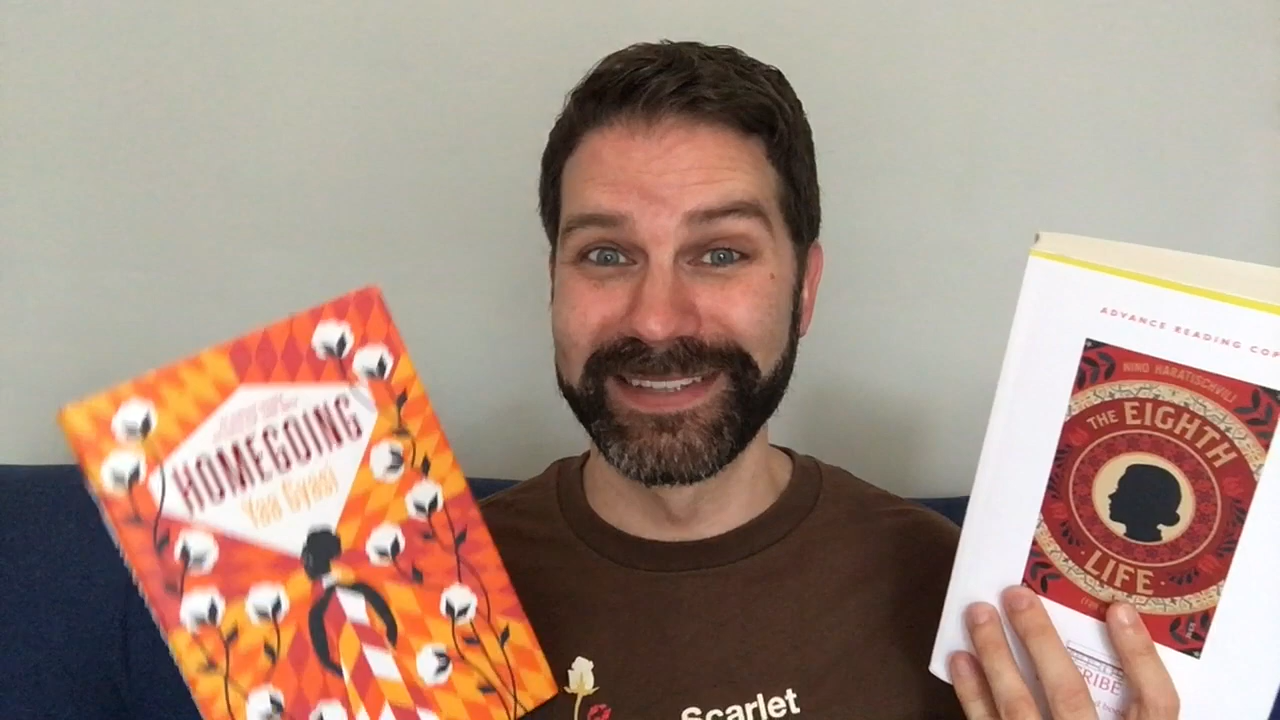 HOMEGOING
Yaa Gyasi
ADVANCE READING COP
NINO HARATISCHVILI
THE EIGHTH
LIFE
Scarlet